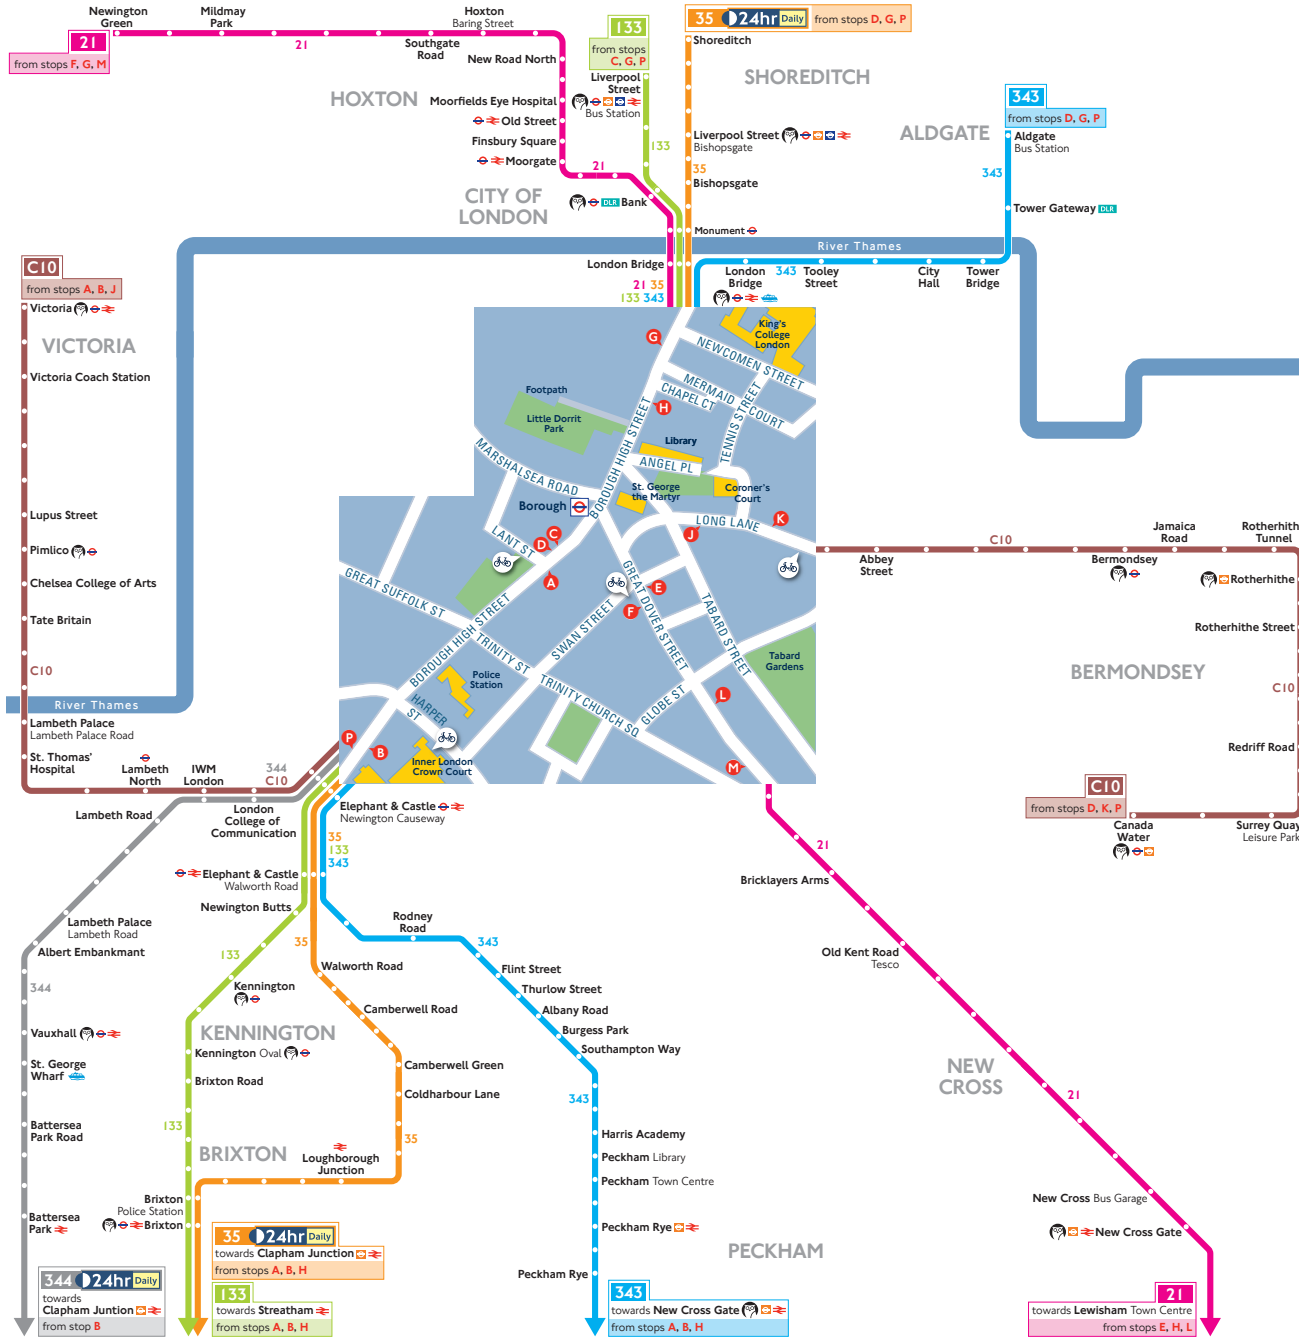 Newington
Green
Mildmay
Park
Hoxton
Baring Street
21
from stops F, G, M
21
Southgate
Road
New Road North
HOXTON
Moorfields Eye Hospital
Old Street
Finsbury Square
Moorgate
21
CITY OF
LONDON
133
from stops
C, G, P
Liverpool
Street
Bus Station
133
DLR Bank
35 24hr Daily from stops D, G, P
Shoreditch
SHOREDITCH
Liverpool Street
Bishopsgate
35
Bishopsgate
Monument
343
from stops D, G, P
ALDGATE
Aldgate
Bus Station
343
Tower Gateway DLR
River Thames
London Bridge
21 35
133 343
London
Bridge
343
Tooley
Street
City
Hall
Tower
Bridge
C10
from stops A, B, J
Victoria
VICTORIA
Victoria Coach Station
Lupus Street
Pimlico
Chelsea College of Arts
Tate Britain
C10
River Thames
Lambeth Palace
Lambeth Palace Road
St. Thomas'
Hospital
Lambeth
North
IWM
London
344
C10
London
College of
Communication
Lambeth Road
G
King's
College
London
NEWCOMEN STREET
MERMAID COURT
CHAPEL CT
TENNIS STREET
Footpath
Little Dorrit
Park
H
BOROUGH HIGH STREET
Library
ANGEL PL
MARSHALSEA ROAD
St. George
the Martyr
Coroner's
Court
Borough
LONG LANE
K
J
C
D
LANT ST
A
E
F
GREAT SUFFOLK ST
GREAT DOVER STREET
TABARD STREET
SWAN STREET
BOROUGH HIGH STREET
TRINITY ST
Tabard
Gardens
Police
Station
TRINITY CHURCH SQ
GLOBE ST
L
HARPER
ST
P
B
Inner London
Crown Court
M
C10
Abbey
Street
Bermondsey
Jamaica
Road
Rotherhith
Tunnel
Rotherhithe
Rotherhithe Street
BERMONDSEY
C10
Redriff Road
C10
from stops D, K, P
Canada
Water
Surrey Quay
Leisure Park
Elephant & Castle
Newington Causeway
35
133
343
Elephant & Castle
Walworth Road
Newington Butts
Lambeth Palace
Lambeth Road
Albert Embankmant
344
Vauxhall
St. George
Wharf
Battersea
Park Road
Battersea
Park
344 24hr Daily
towards
Clapham Juntion
from stop B
133
Kennington
KENNINGTON
Kennington Oval
Brixton Road
133
BRIXTON
Brixton
Police Station
Brixton
35
Walworth Road
Camberwell Road
Camberwell Green
Coldharbour Lane
35
Loughborough
Junction
35 24hr Daily
towards Clapham Junction
from stops A, B, H
133
towards Streatham
from stops A, B, H
Rodney
Road
343
Flint Street
Thurlow Street
Albany Road
Burgess Park
Southampton Way
343
Harris Academy
Peckham Library
Peckham Town Centre
Peckham Rye
PECKHAM
Peckham Rye
343
towards New Cross Gate
from stops A, B, H
21
Bricklayers Arms
Old Kent Road
Tesco
NEW
CROSS
21
New Cross Bus Garage
New Cross Gate
21
towards Lewisham Town Centre
from stops E, H, L